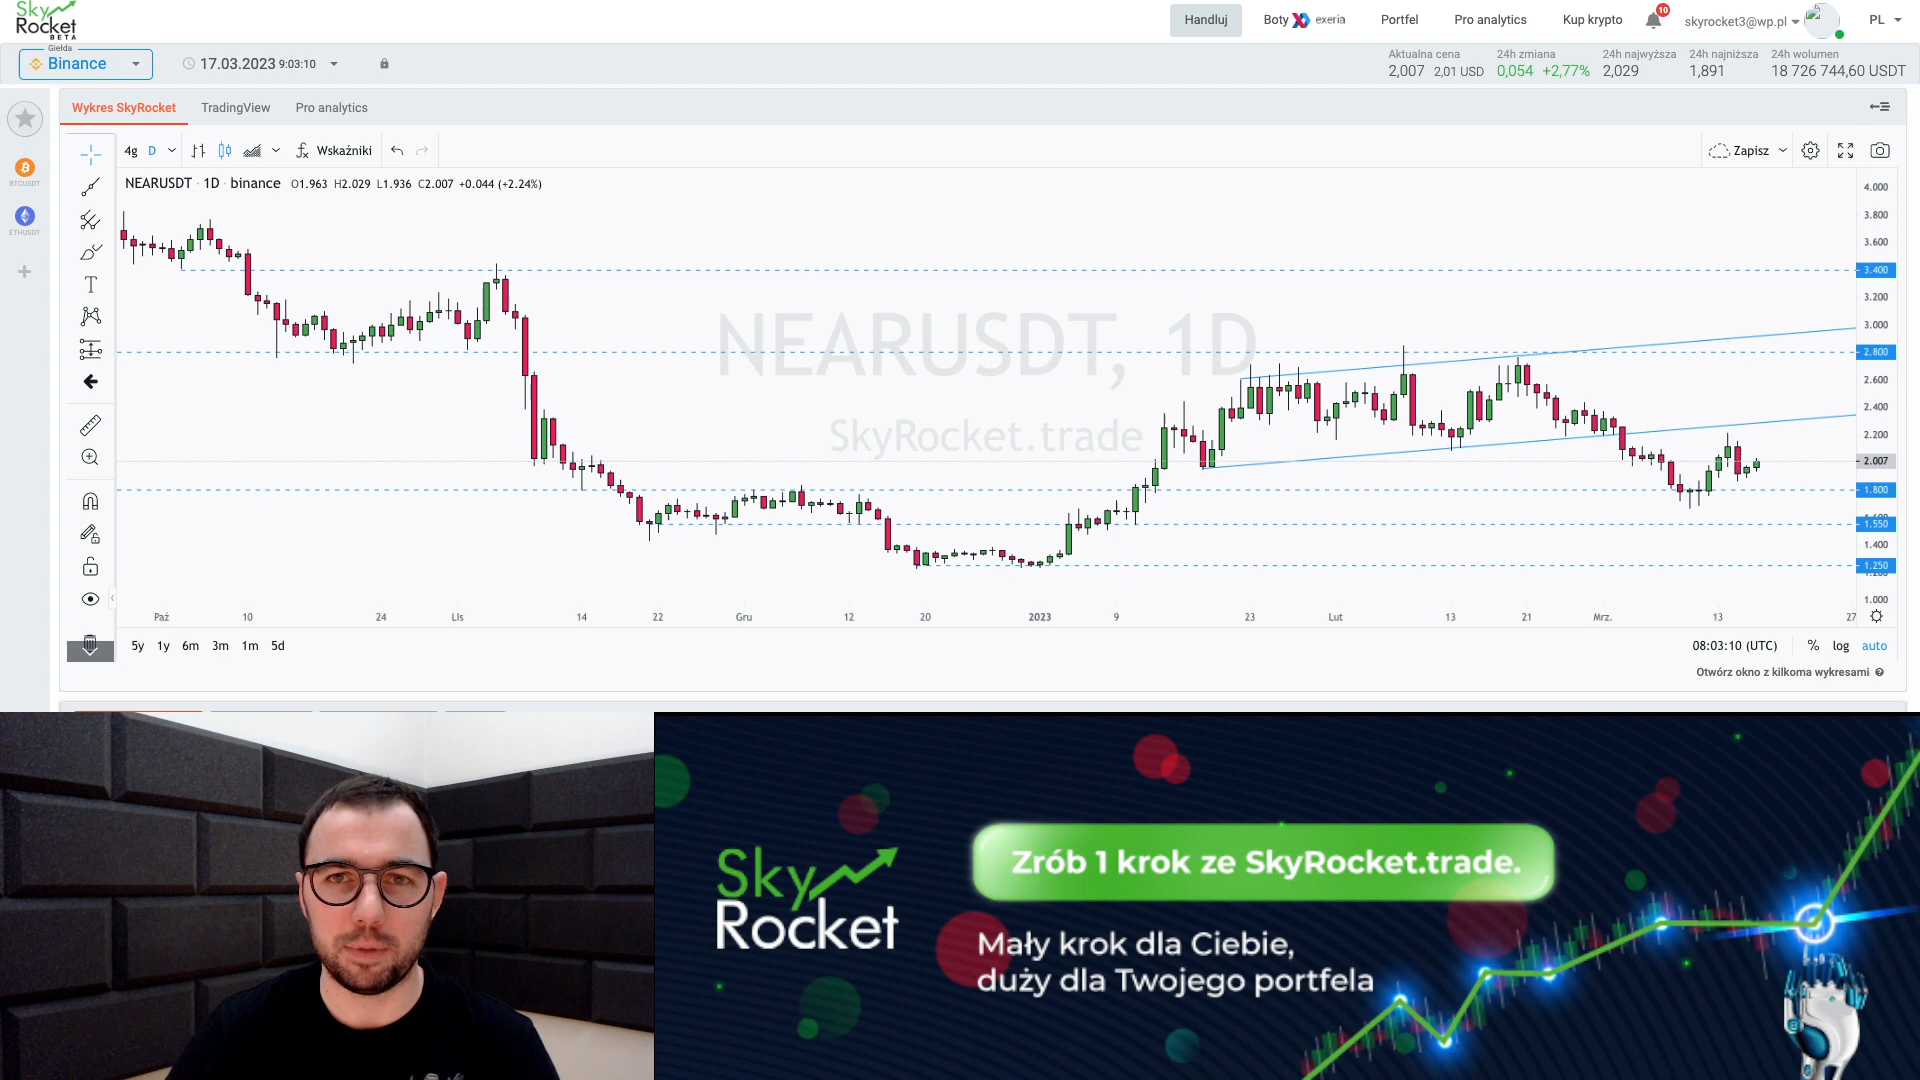 Sky
Rocket
BETA
Handluj
Boty exeria
Portfel
Pro analytics
Kup krypto
10
skyrocket3@wp.pl
PL
Giełda
Binance
17.03.2023 9:03:10
Aktualna cena
2,007 2,01 USD
24h zmiana
0,054 +2,77%
24h najwyższa
2,029
24h najniższa
1,891
24h wolumen
18 726 744,60 USDT
Wykres SkyRocket
TradingView
Pro analytics
BTCUSDT
ETHUSDT
4g D
Wskaźniki
Zapisz
NEARUSDT · 1D · binance O1.963 H2.029 L1.936 C2.007 +0.044 (+2.24%)
NEARUSDT, 1D
SkyRocket.trade
4.000
3.800
3.600
3.400
3.200
3.000
2.800
2.600
2.400
2.200
2.007
1.800
1.550
1.400
1.250
1.000
Paź 10 24 Lis 14 22 Gru 12 20 2023 9 23 Lut 13 21 Mrz. 13 27
5y 1y 6m 3m 1m 5d
08:03:10 (UTC) % log auto
Otwórz okno z kilkoma wykresami
Sky
Rocket
Zrób 1 krok ze SkyRocket.trade.
Mały krok dla Ciebie,
duży dla Twojego portfela